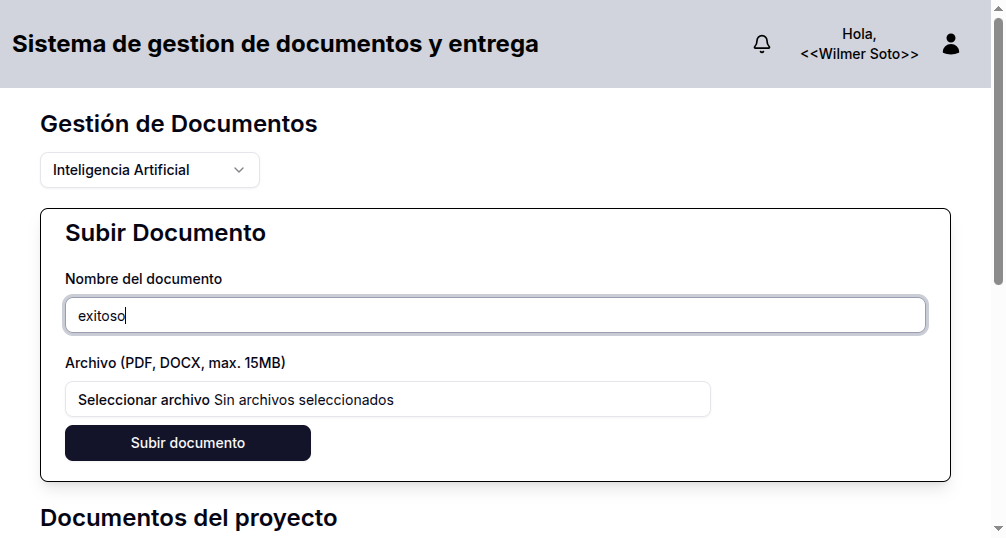 Sistema de gestion de documentos y entrega
Hola,
<<Wilmer Soto>>
Gestión de Documentos
Inteligencia Artificial
Subir Documento
Nombre del documento
exitoso
Archivo (PDF, DOCX, max. 15MB)
Seleccionar archivo Sin archivos seleccionados
Subir documento
Documentos del proyecto